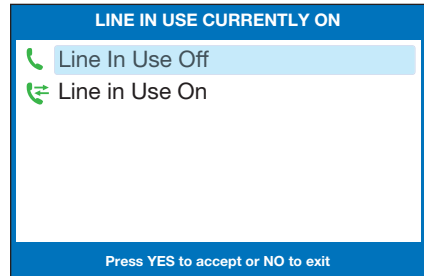 LINE IN USE CURRENTLY ON
Line In Use Off
Line in Use On
Press YES to accept or NO to exit